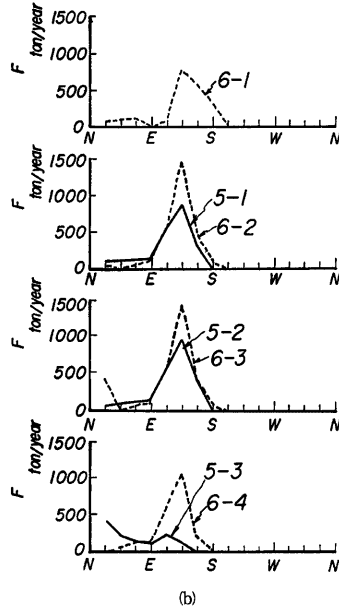 F ton/year
1500
1000
500
0
6-1
N E S W N
F ton/year
1500
1000
500
0
5-1
6-2
N E S W N
F ton/year
1500
1000
500
0
5-2
6-3
N E S W N
F ton/year
1500
1000
500
0
5-3
6-4
N E S W N
(b)